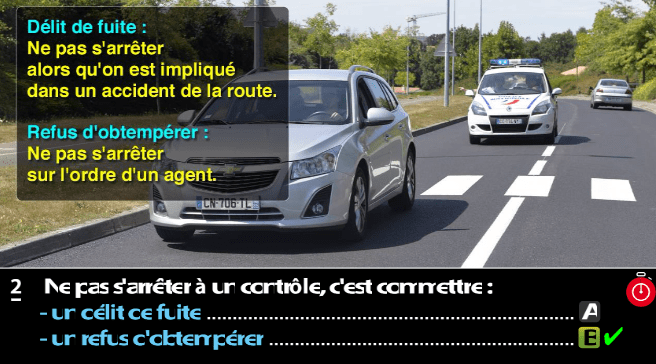 Délit de fuite :
Ne pas s'arrêter
alors qu'on est impliqué
dans un accident de la route.
Refus d'obtempérer :
Ne pas s'arrêter
sur l'ordre d'un agent.
CN-706-TL
2 Ne pas s'arrêter à un contrôle, c'est commettre :
- un délit de fuite ........ A
- un refus d'obtempérer ........ B